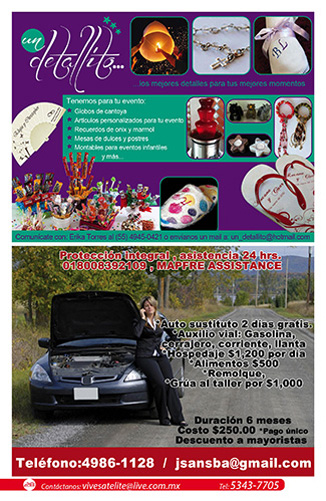 un
detallito...
...los mejores detalles para tus mejores momentos
Tenemos para tu evento:
Globos de cantoya
Artículos personalizados para tu evento
Recuerdos de onix y marmol
Mesas de dulces y postres
Montables para eventos infantiles
y más...
BL
Comunicate con: Erika Torres al (55) 4945-0421 o envíanos un mail a: un_detallito@hotmail.com
Protección integral , asistencia 24 hrs.
018008392109 , MAPFRE ASSISTANCE
*Auto sustituto 2 dias gratis.
*Auxilio vial: Gasolina,
cerrajero, corriente, llanta
*Hospedaje $1,200 por dia
*Alimentos $500
*Remolque,
*Grúa al taller por $1,000
Duración 6 meses
Costo $250.00 *Pago único
Descuento a mayoristas
Teléfono:4986-1128 / jsansba@gmail.com
Contáctanos: vivesatelite@live.com.mx
Tel: 5343-7705